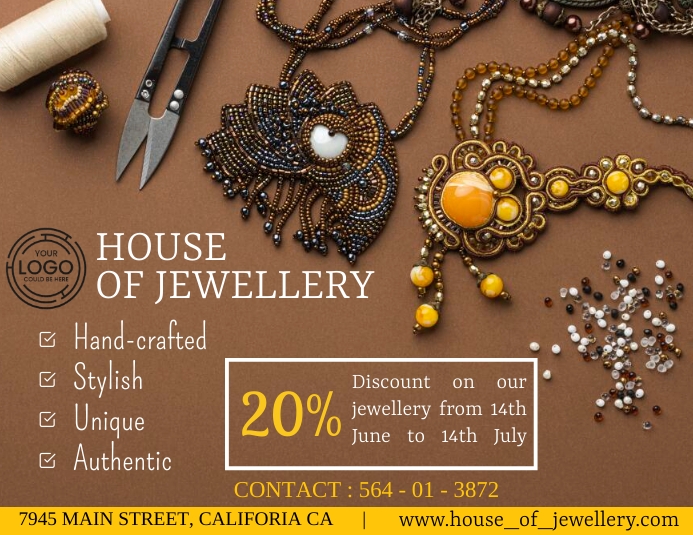 YOUR
LOGO
COULD BE HERE
HOUSE
OF JEWELLERY
Hand-crafted
Stylish
Unique
Authentic
20%
Discount on our
jewellery from 14th
June to 14th July
CONTACT : 564 - 01 - 3872
7945 MAIN STREET, CALIFORIA CA | www.house_of_jewellery.com